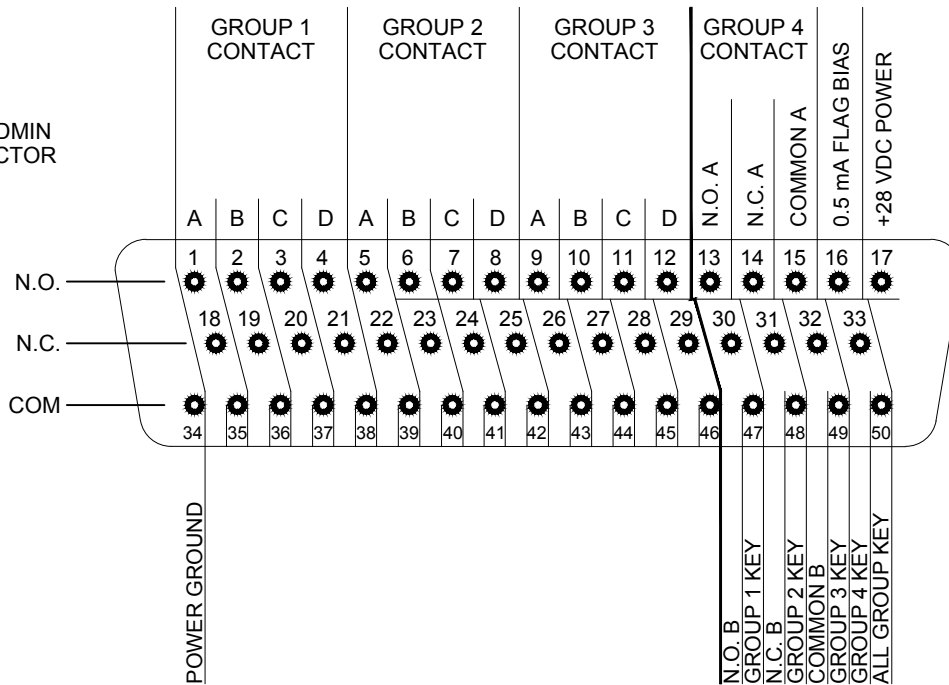 GROUP 1
CONTACT
GROUP 2
CONTACT
GROUP 3
CONTACT
GROUP 4
CONTACT
0.5 mA FLAG BIAS
+28 VDC POWER
DMIN
CTOR
N.O. A
N.C. A
COMMON A
A B C D A B C D A B C D
1 2 3 4 5 6 7 8 9 10 11 12 13 14 15 16 17
N.O.
18 19 20 21 22 23 24 25 26 27 28 29 30 31 32 33
N.C.
COM
34 35 36 37 38 39 40 41 42 43 44 45 46 47 48 49 50
POWER GROUND
N.O. B
GROUP 1 KEY
N.C. B
GROUP 2 KEY
COMMON B
GROUP 3 KEY
GROUP 4 KEY
ALL GROUP KEY